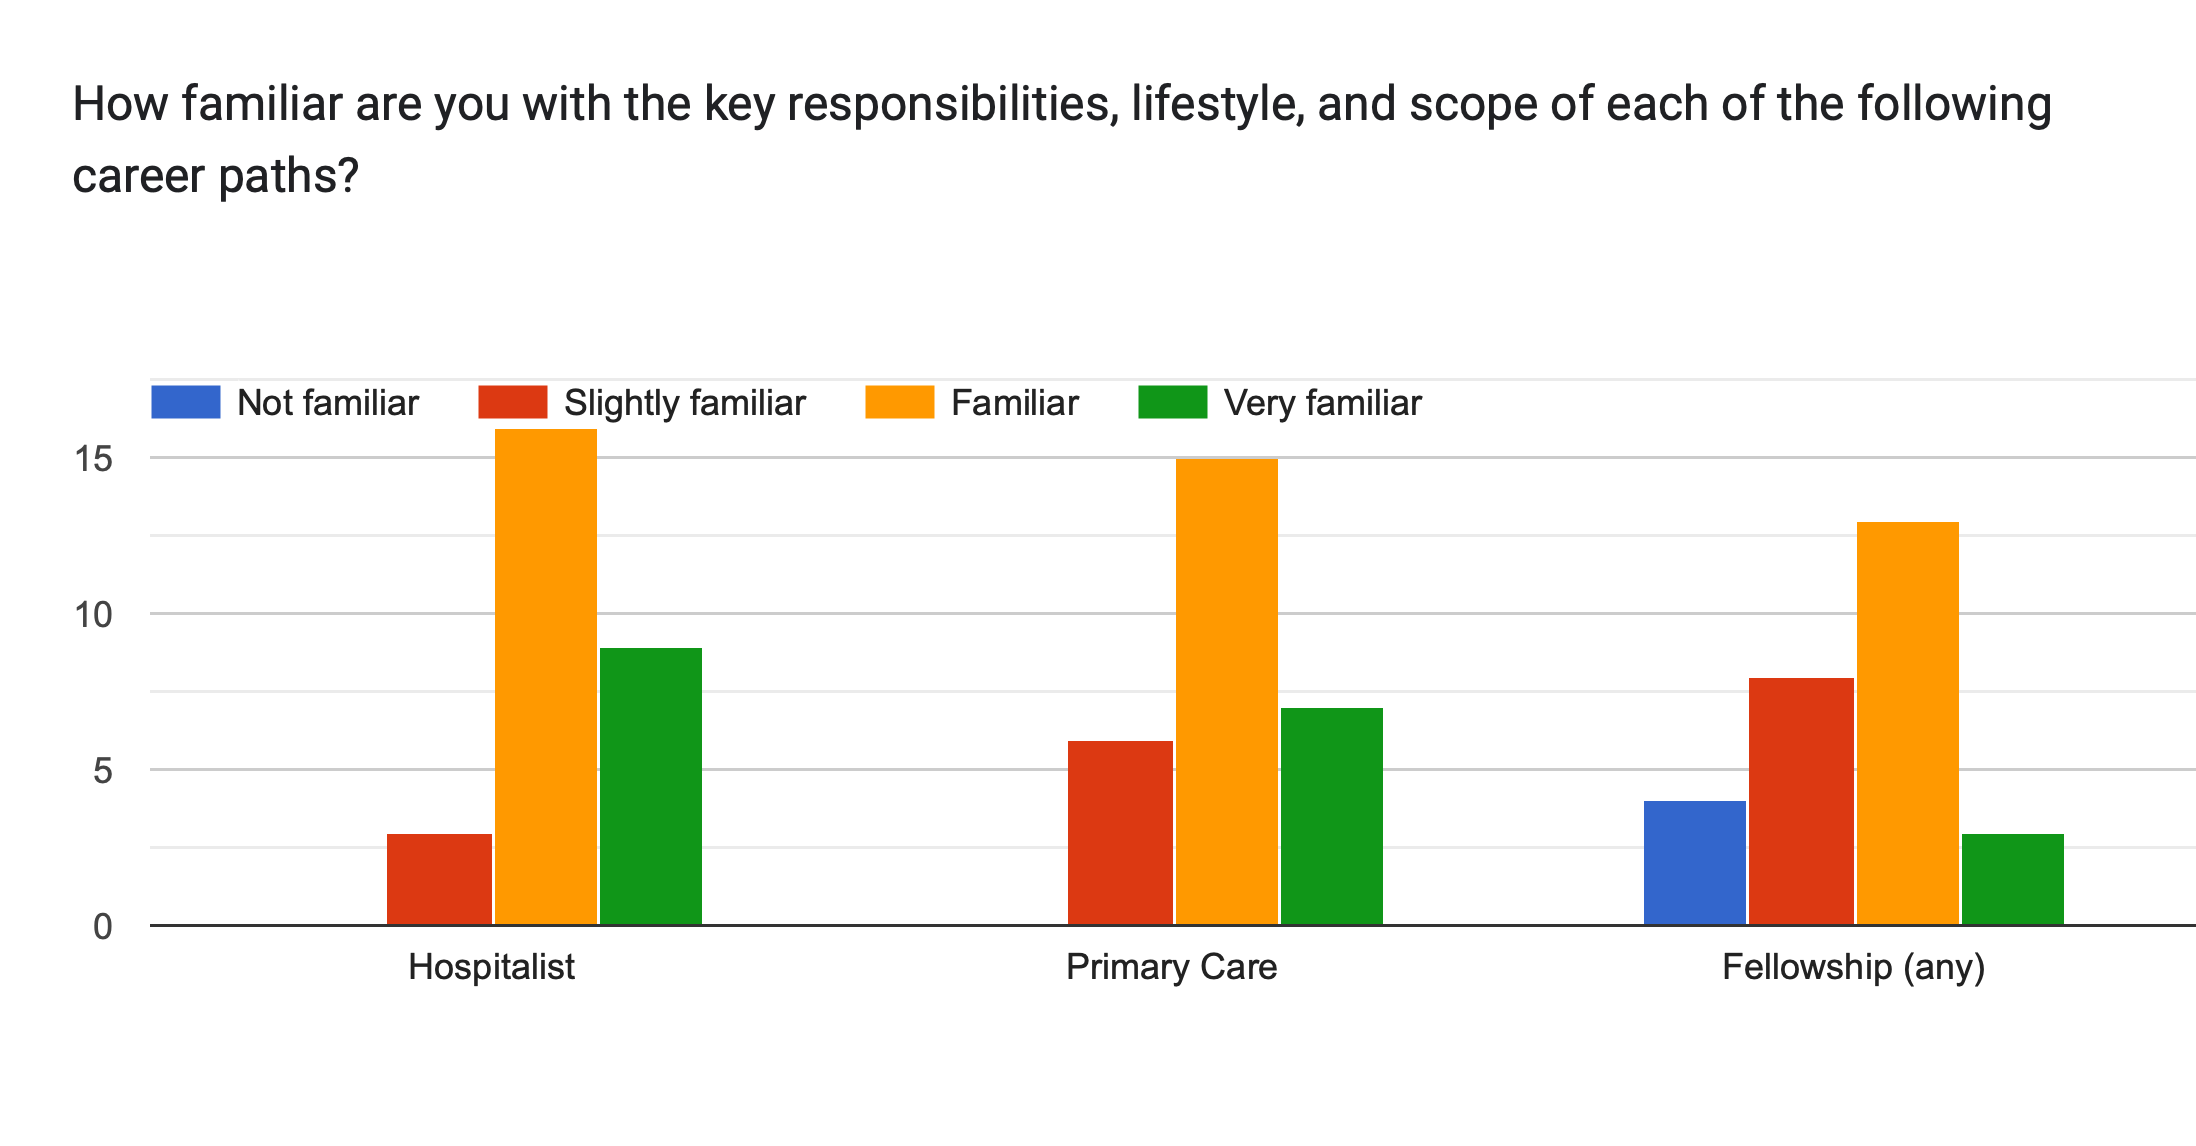 How familiar are you with the key responsibilities, lifestyle, and scope of each of the following
career paths?
Not familiar Slightly familiar Familiar Very familiar
15
10
5
0
Hospitalist Primary Care Fellowship (any)